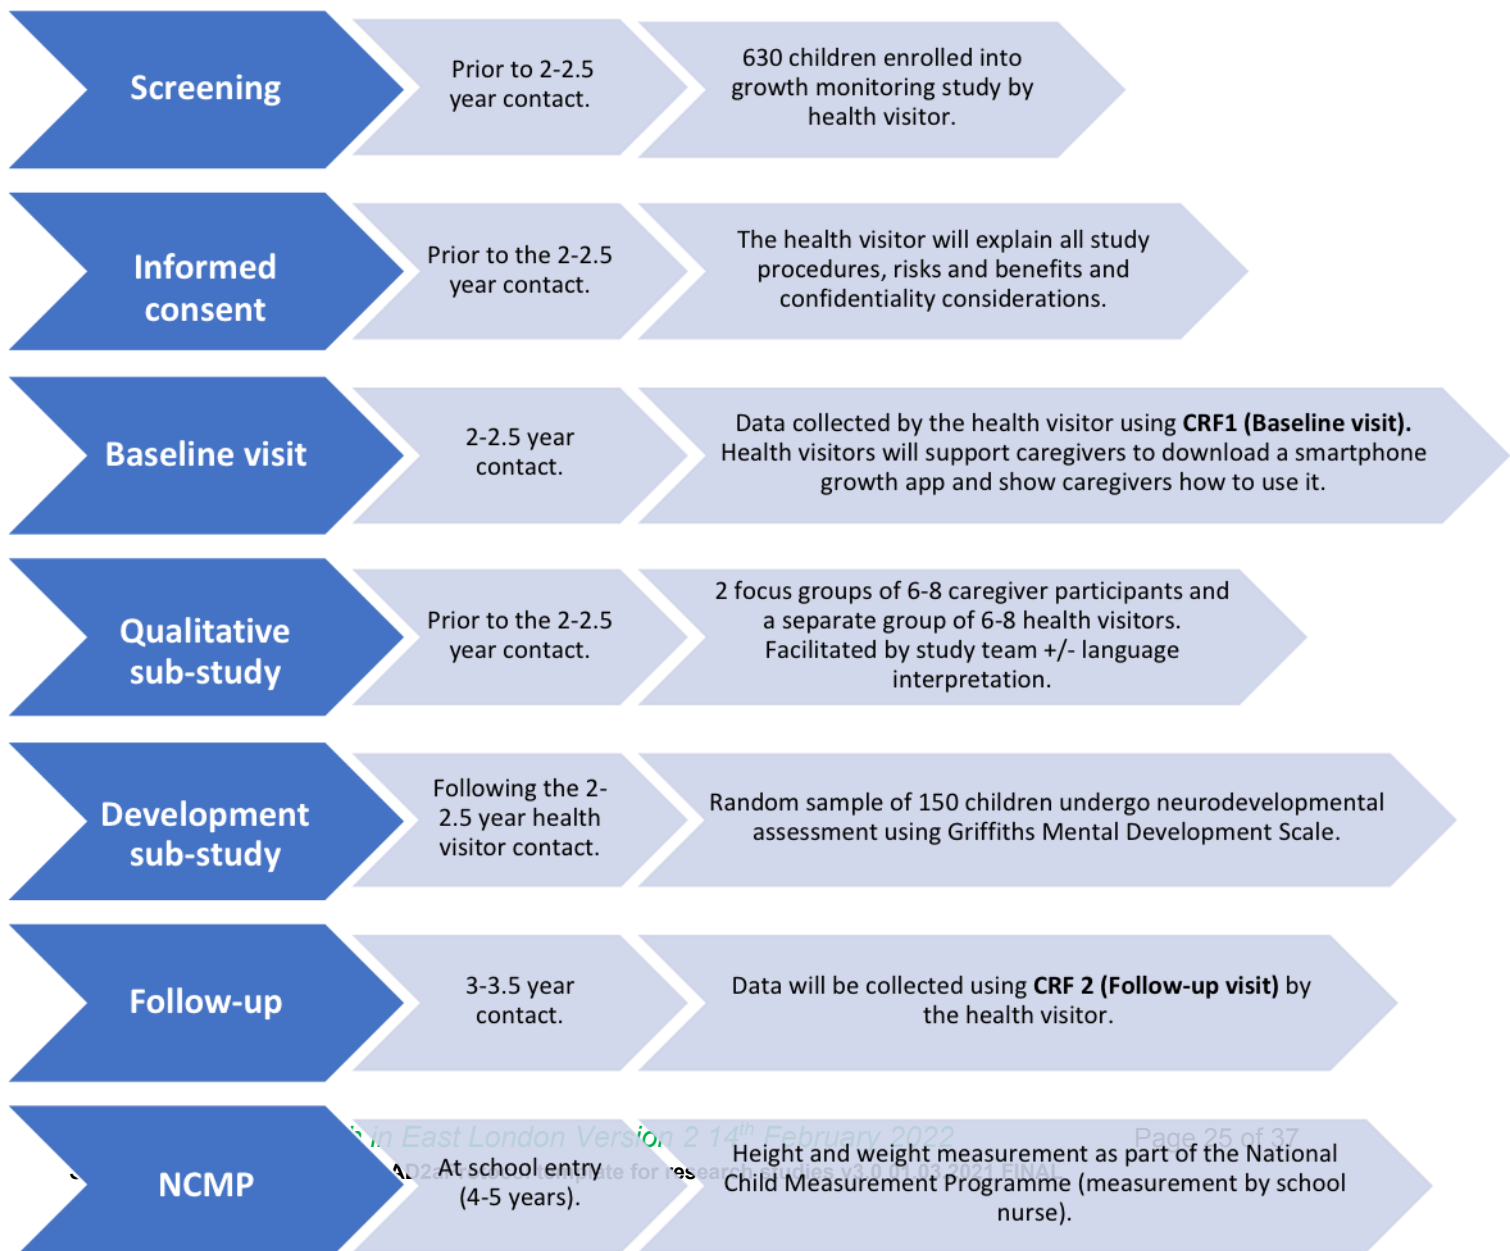 Screening
Prior to 2-2.5
year contact.
630 children enrolled into
growth monitoring study by
health visitor.
Informed
consent
Prior to the 2-2.5
year contact.
The health visitor will explain all study
procedures, risks and benefits and
confidentiality considerations.
Baseline visit
2-2.5 year
contact.
Data collected by the health visitor using CRF1 (Baseline visit).
Health visitors will support caregivers to download a smartphone
growth app and show caregivers how to use it.
Qualitative
sub-study
Prior to the 2-2.5
year contact.
2 focus groups of 6-8 caregiver participants and
a separate group of 6-8 health visitors.
Facilitated by study team +/- language
interpretation.
Development
sub-study
Following the 2-
2.5 year health
visitor contact.
Random sample of 150 children undergo neurodevelopmental
assessment using Griffiths Mental Development Scale.
Follow-up
3-3.5 year
contact.
Data will be collected using CRF 2 (Follow-up visit) by
the health visitor.
in East London Version 2 14th February 2022
Page 25 of 37
template for research studies v3.0 01.03.2021 FINAL
NCMP
At school entry
(4-5 years).
Height and weight measurement as part of the National
Child Measurement Programme (measurement by school
nurse).